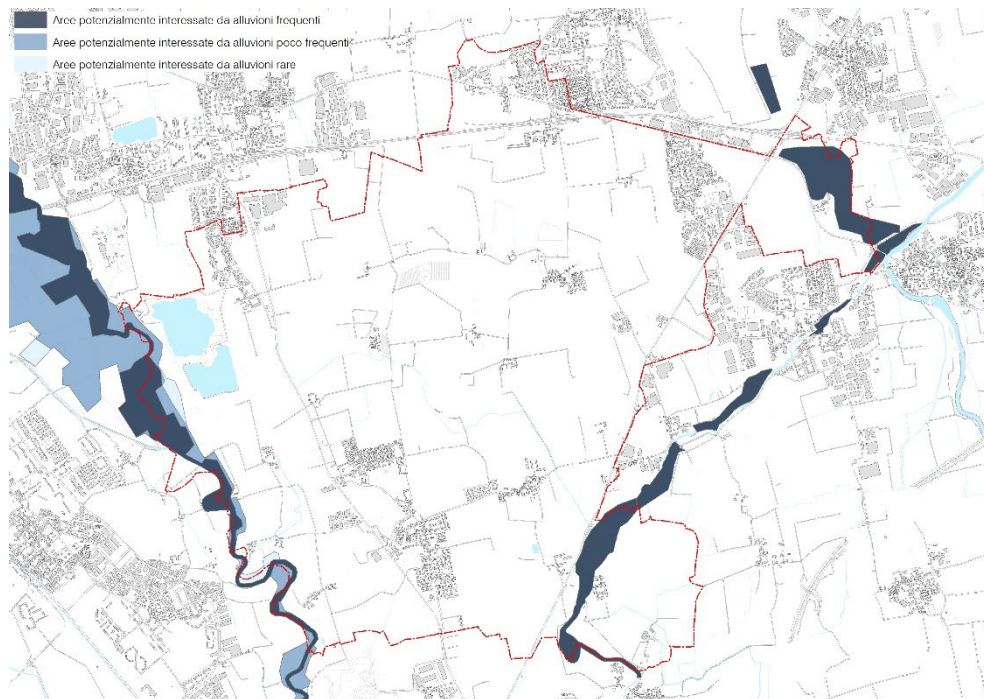 Aree potenzialmente interessate da alluvioni frequenti
Aree potenzialmente interessate da alluvioni poco frequenti
Aree potenzialmente interessate da alluvioni rare